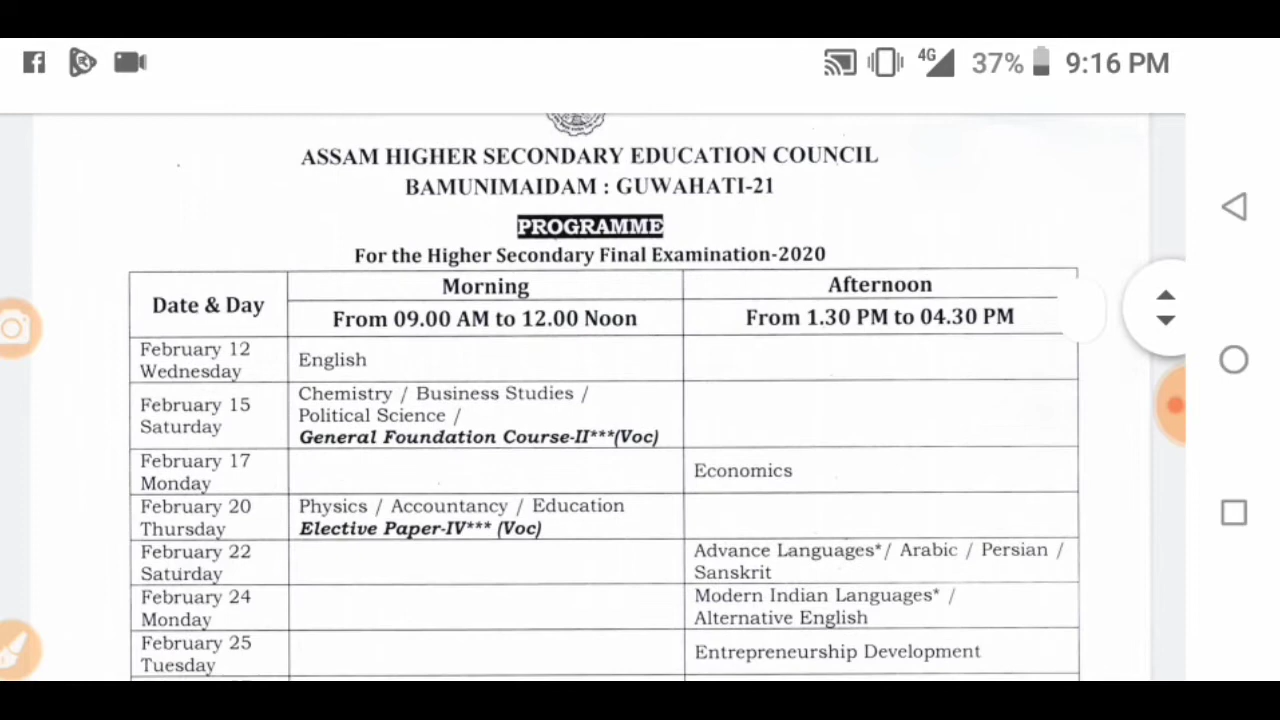 4G 37% 9:16 PM
ASSAM HIGHER SECONDARY EDUCATION COUNCIL
BAMUNIMAIDAM : GUWAHATI-21
PROGRAMME
For the Higher Secondary Final Examination-2020
Date & Day
Morning
Afternoon
From 09.00 AM to 12.00 Noon
From 1.30 PM to 04.30 PM
February 12
Wednesday
English
February 15
Saturday
Chemistry / Business Studies /
Political Science /
General Foundation Course-II***(Voc)
February 17
Monday
Economics
February 20
Thursday
Physics / Accountancy / Education
Elective Paper-IV*** (Voc)
February 22
Saturday
Advance Languages*/ Arabic / Persian /
Sanskrit
February 24
Monday
Modern Indian Languages* /
Alternative English
February 25
Tuesday
Entrepreneurship Development